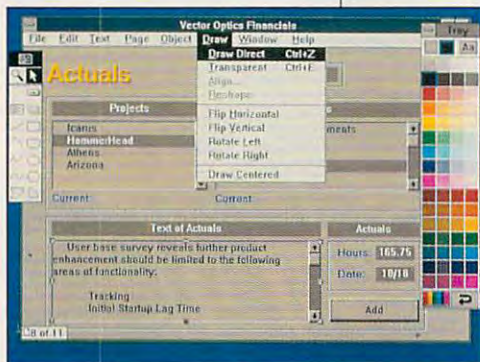 Vector Optics Financials
File Edit Text Page Object Draw Window Help
Tray
Aa
Draw Direct Ctrl+Z
Transparent Ctrl+E
Align...
Reshape
Flip Horizontal
Flip Vertical
Rotate Left
Rotate Right
Draw Centered
Actuals
Projects
Icarus
HammerHead
Athens
Arizona
Current:
Current:
Text of Actuals
User base survey reveals further product
enhancement should be limited to the following
areas of functionality:
Tracking
Initial Startup Lag Time
Actuals
Hours: 165.75
Date: 10/16
Add
8 of 11